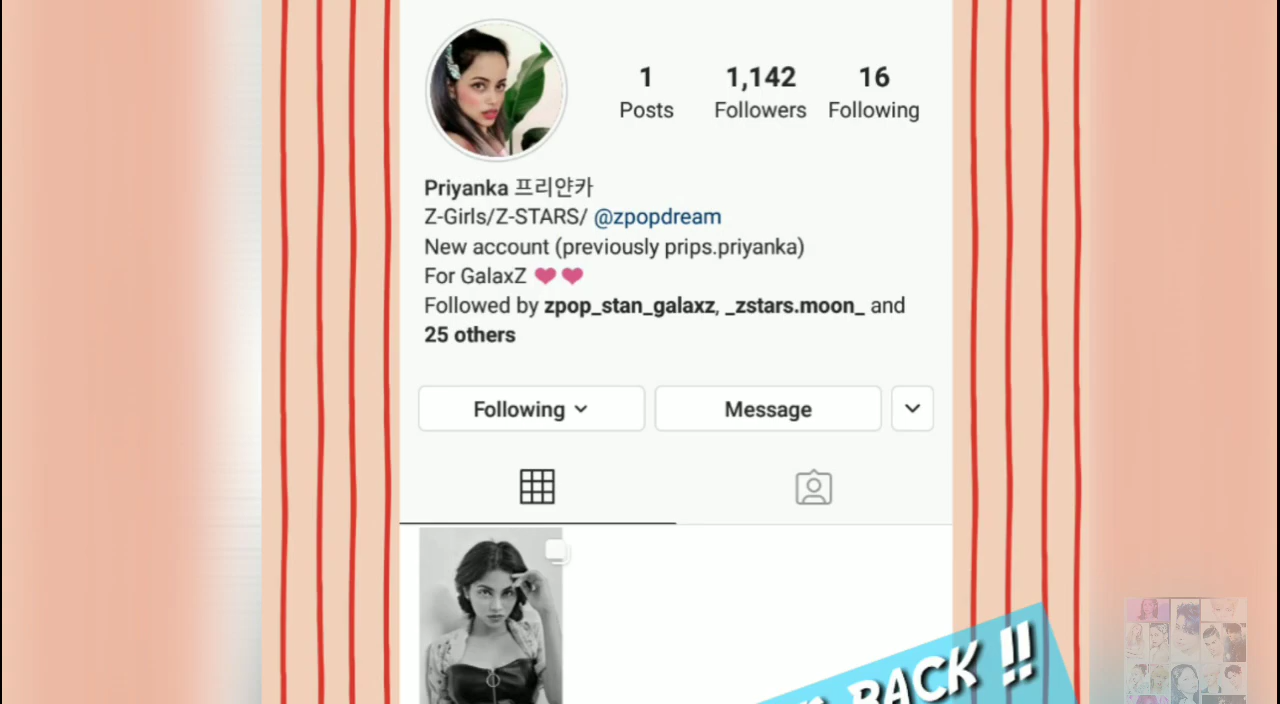 1 1,142 16
Posts Followers Following
Priyanka 프리얀카
Z-Girls/Z-STARS/ @zpopdream
New account (previously prips.priyanka)
For GalaxZ 💗💗
Followed by zpop_stan_galaxz, _zstars.moon_ and
25 others
Following Message
BACK !!